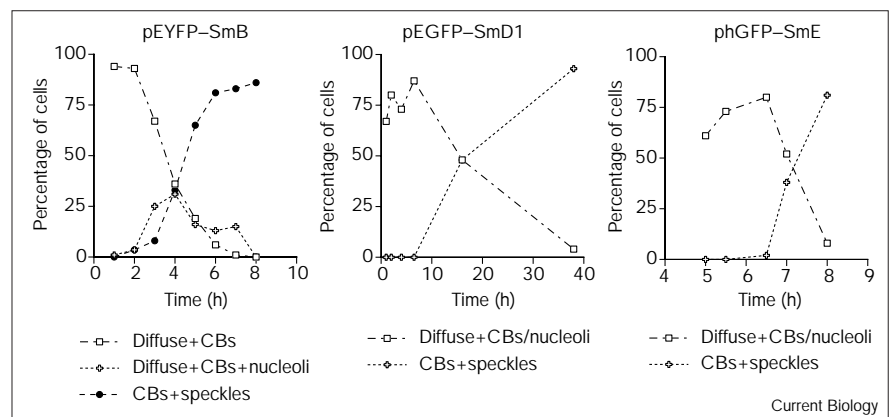 pEYFP–SmB
100
75
50
25
0
Percentage of cells
0 2 4 6 8 10
Time (h)
Diffuse+CBs
Diffuse+CBs+nucleoli
CBs+speckles
pEGFP–SmD1
100
75
50
25
0
Percentage of cells
0 10 20 30 40
Time (h)
Diffuse+CBs/nucleoli
CBs+speckles
phGFP–SmE
100
75
50
25
0
Percentage of cells
4 5 6 7 8 9
Time (h)
Diffuse+CBs/nucleoli
CBs+speckles
Current Biology